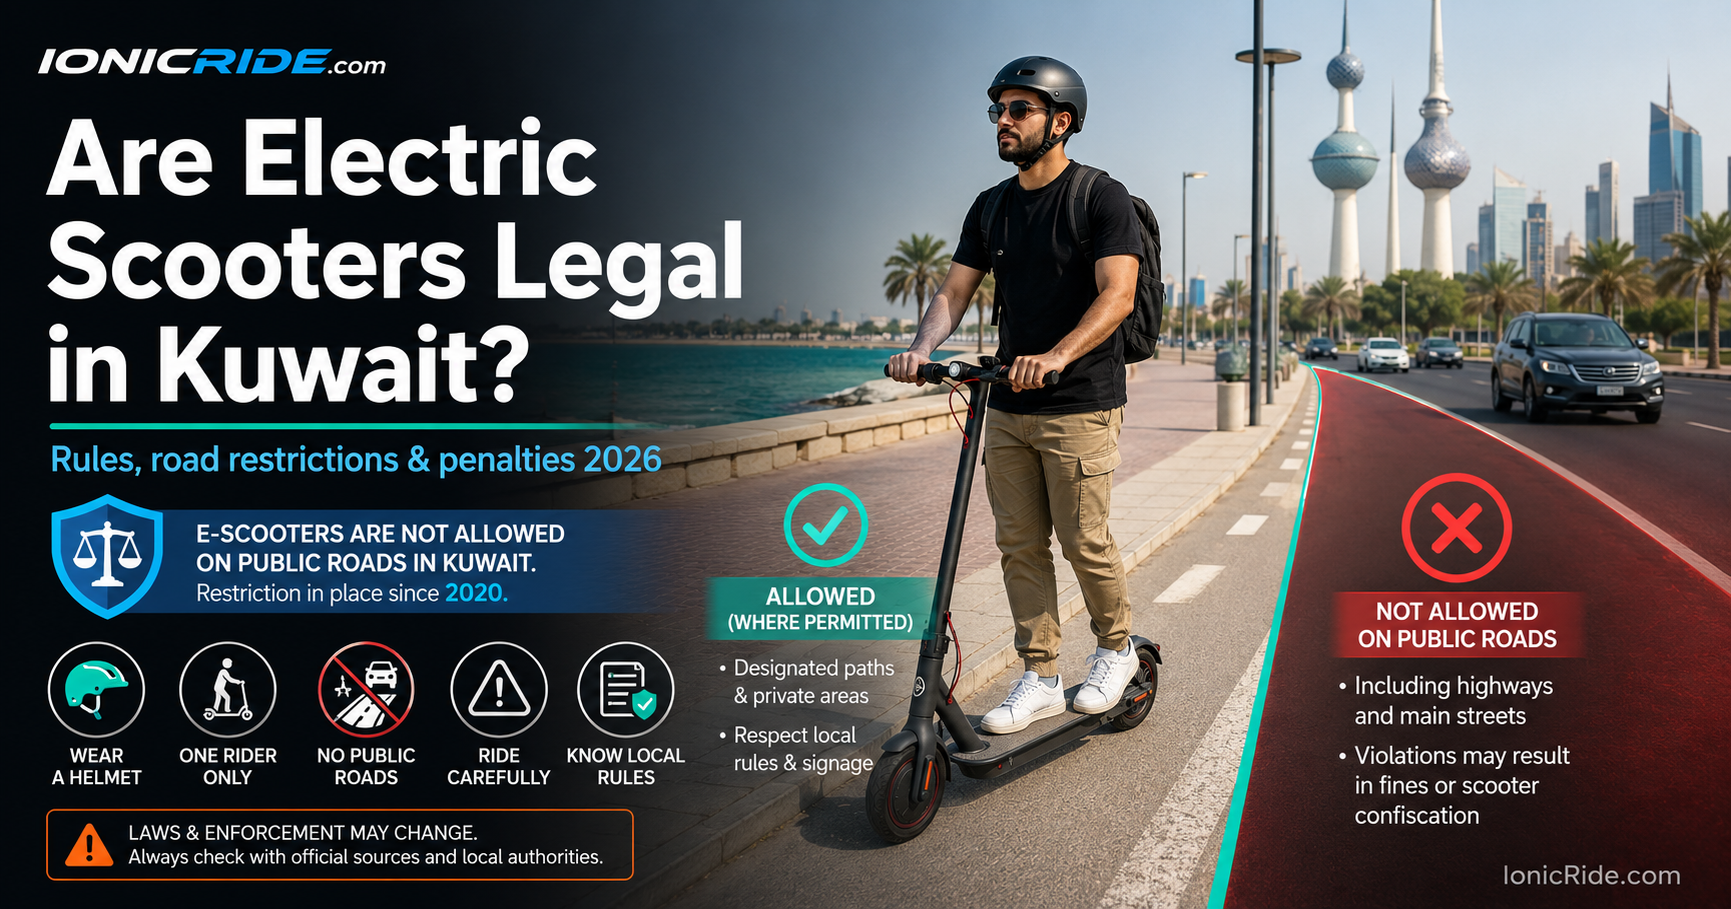 IONICRIDE.com
Are Electric
Scooters Legal
in Kuwait?
Rules, road restrictions & penalties 2026
E-SCOOTERS ARE NOT ALLOWED
ON PUBLIC ROADS IN KUWAIT.
Restriction in place since 2020.
WEAR
A HELMET
ONE RIDER
ONLY
NO PUBLIC
ROADS
RIDE
CAREFULLY
KNOW LOCAL
RULES
LAWS & ENFORCEMENT MAY CHANGE.
Always check with official sources and local authorities.
ALLOWED
(WHERE PERMITTED)
• Designated paths
& private areas
• Respect local
rules & signage
NOT ALLOWED
ON PUBLIC ROADS
• Including highways
and main streets
• Violations may result
in fines or scooter
confiscation
IonicRide.com